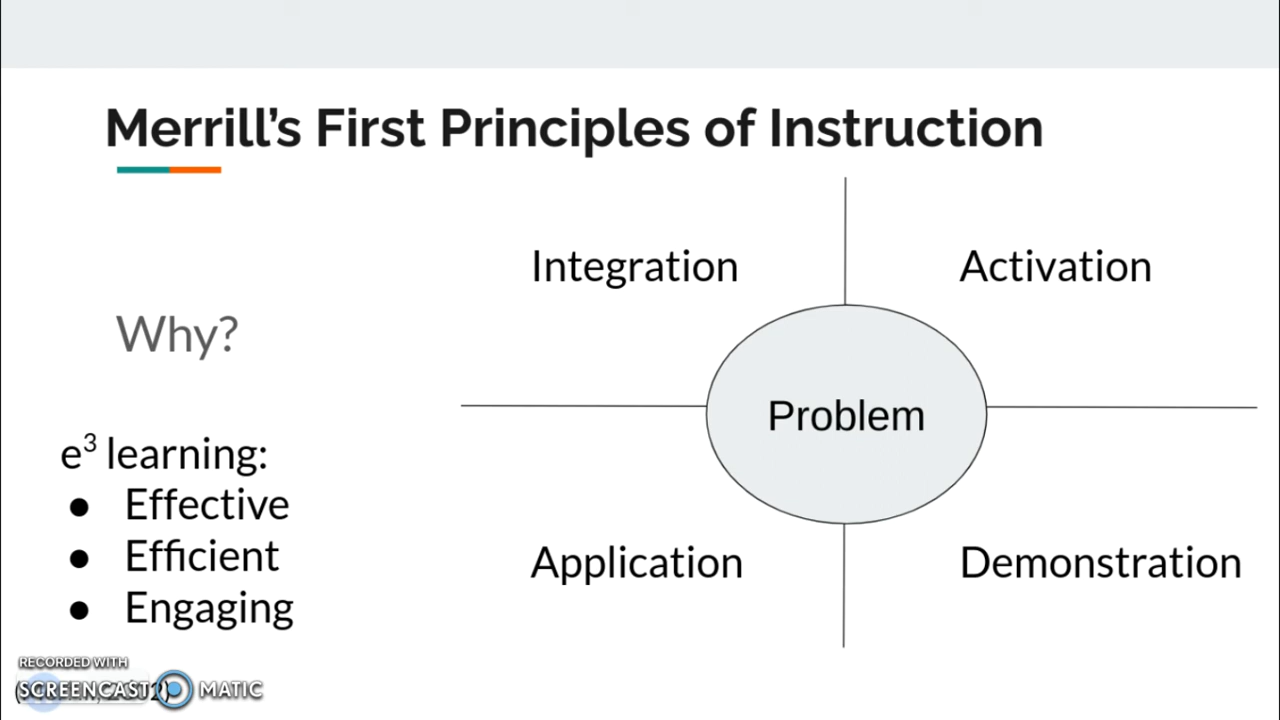 Merrill’s First Principles of Instruction
Integration
Activation
Why?
Problem
e³ learning:
● Effective
● Efficient
● Engaging
Application
Demonstration
RECORDED WITH
SCREENCAST MATIC